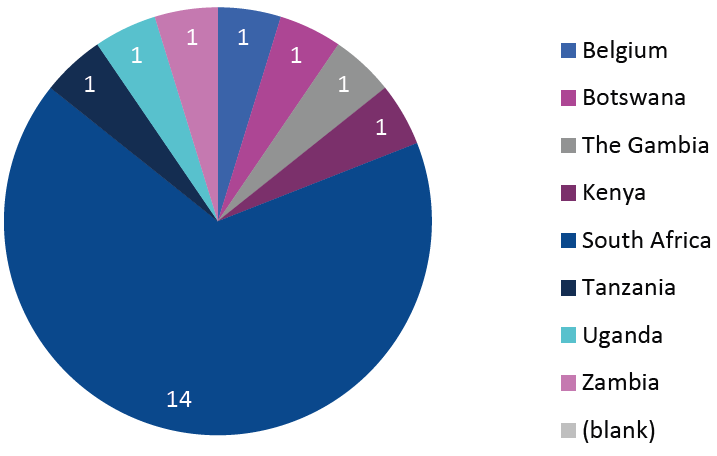 1
1
1
1
1
1
1
14
Belgium
Botswana
The Gambia
Kenya
South Africa
Tanzania
Uganda
Zambia
(blank)